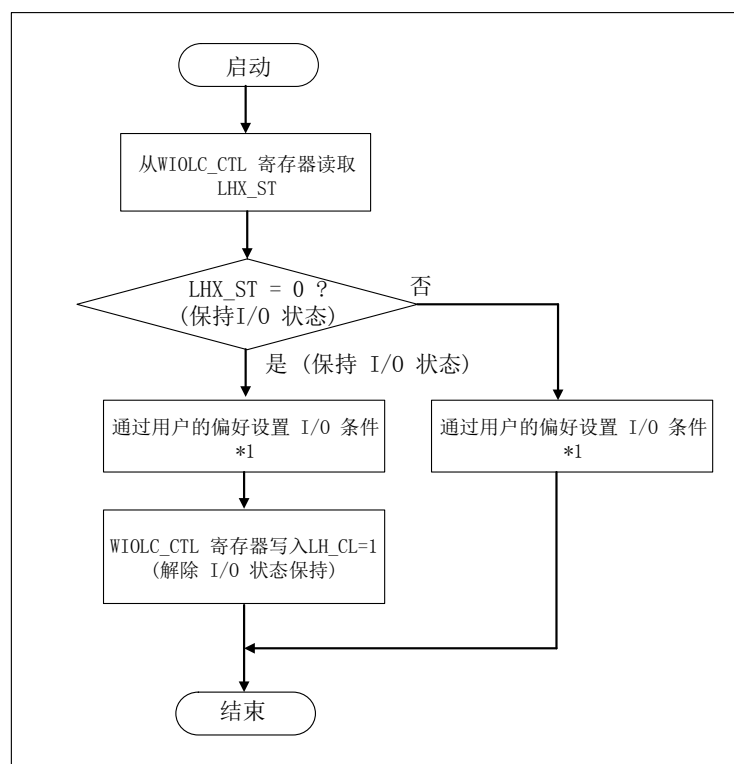 启动
从WIOLC_CTL 寄存器读取
LHX_ST
LHX_ST = 0 ?
(保持I/O 状态)
否
是 (保持 I/O 状态)
通过用户的偏好设置 I/O 条件
*1
通过用户的偏好设置 I/O 条件
*1
WIOLC_CTL 寄存器写入LH_CL=1
(解除 I/O 状态保持)
结束